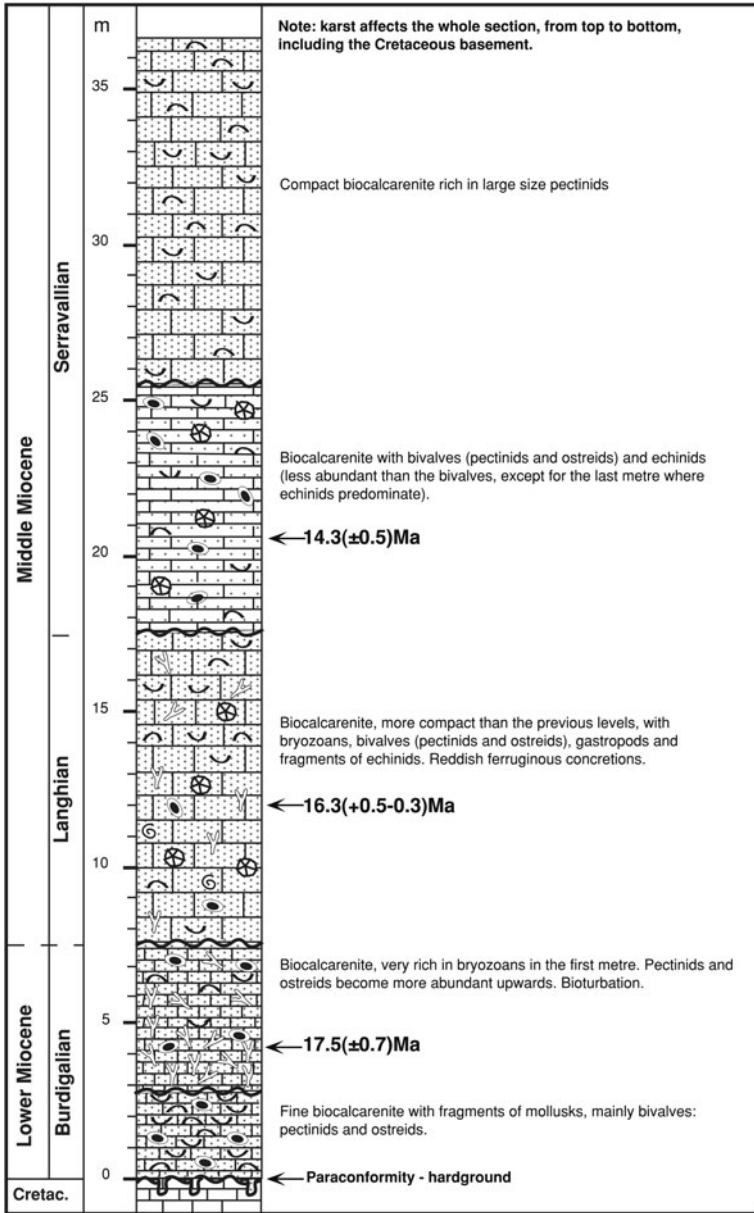 m
Note: karst affects the whole section, from top to bottom,
including the Cretaceous basement.
35
Compact biocalcarenite rich in large size pectinids
30
Serravallian
25
Biocalcarenite with bivalves (pectinids and ostreids) and echinids
(less abundant than the bivalves, except for the last metre where
echinids predominate).
Middle Miocene
14.3(±0.5)Ma
20
15
Biocalcarenite, more compact than the previous levels, with
bryozoans, bivalves (pectinids and ostreids), gastropods and
fragments of echinids. Reddish ferruginous concretions.
Langhian
16.3(+0.5-0.3)Ma
10
Biocalcarenite, very rich in bryozoans in the first metre. Pectinids and
ostreids become more abundant upwards. Bioturbation.
5
17.5(±0.7)Ma
Lower Miocene
Burdigalian
Fine biocalcarenite with fragments of mollusks, mainly bivalves:
pectinids and ostreids.
0
Paraconformity - hardground
Cretac.